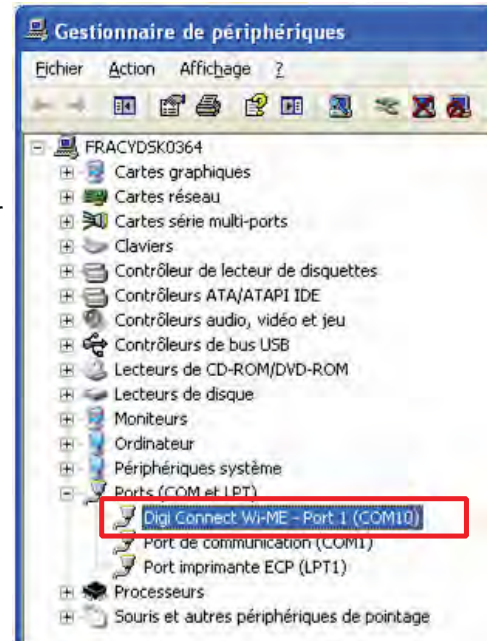 Gestionnaire de périphériques
Fichier Action Affichage ?
FRACYDSK0364
Cartes graphiques
Cartes réseau
Cartes série multi-ports
Claviers
Contrôleur de lecteur de disquettes
Contrôleurs ATA/ATAPI IDE
Contrôleurs audio, vidéo et jeu
Contrôleurs de bus USB
Lecteurs de CD-ROM/DVD-ROM
Lecteurs de disque
Moniteurs
Ordinateur
Périphériques système
Ports (COM et LPT)
Digi Connect Wi-ME - Port 1 (COM10)
Port de communication (COM1)
Port imprimante ECP (LPT1)
Processeurs
Souris et autres périphériques de pointage